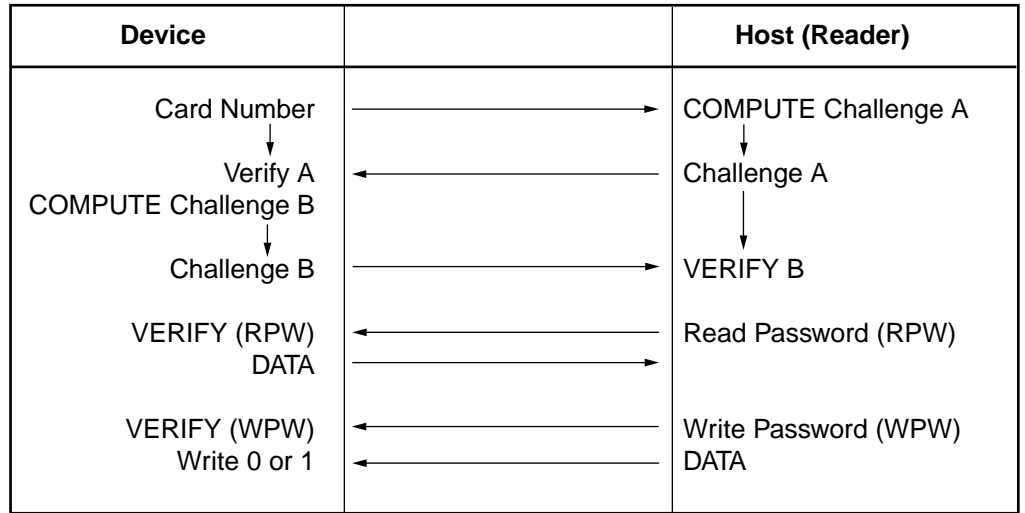 Device Host (Reader)
Card Number COMPUTE Challenge A
Verify A Challenge A
COMPUTE Challenge B
Challenge B VERIFY B
VERIFY (RPW) Read Password (RPW)
DATA
VERIFY (WPW) Write Password (WPW)
Write 0 or 1 DATA